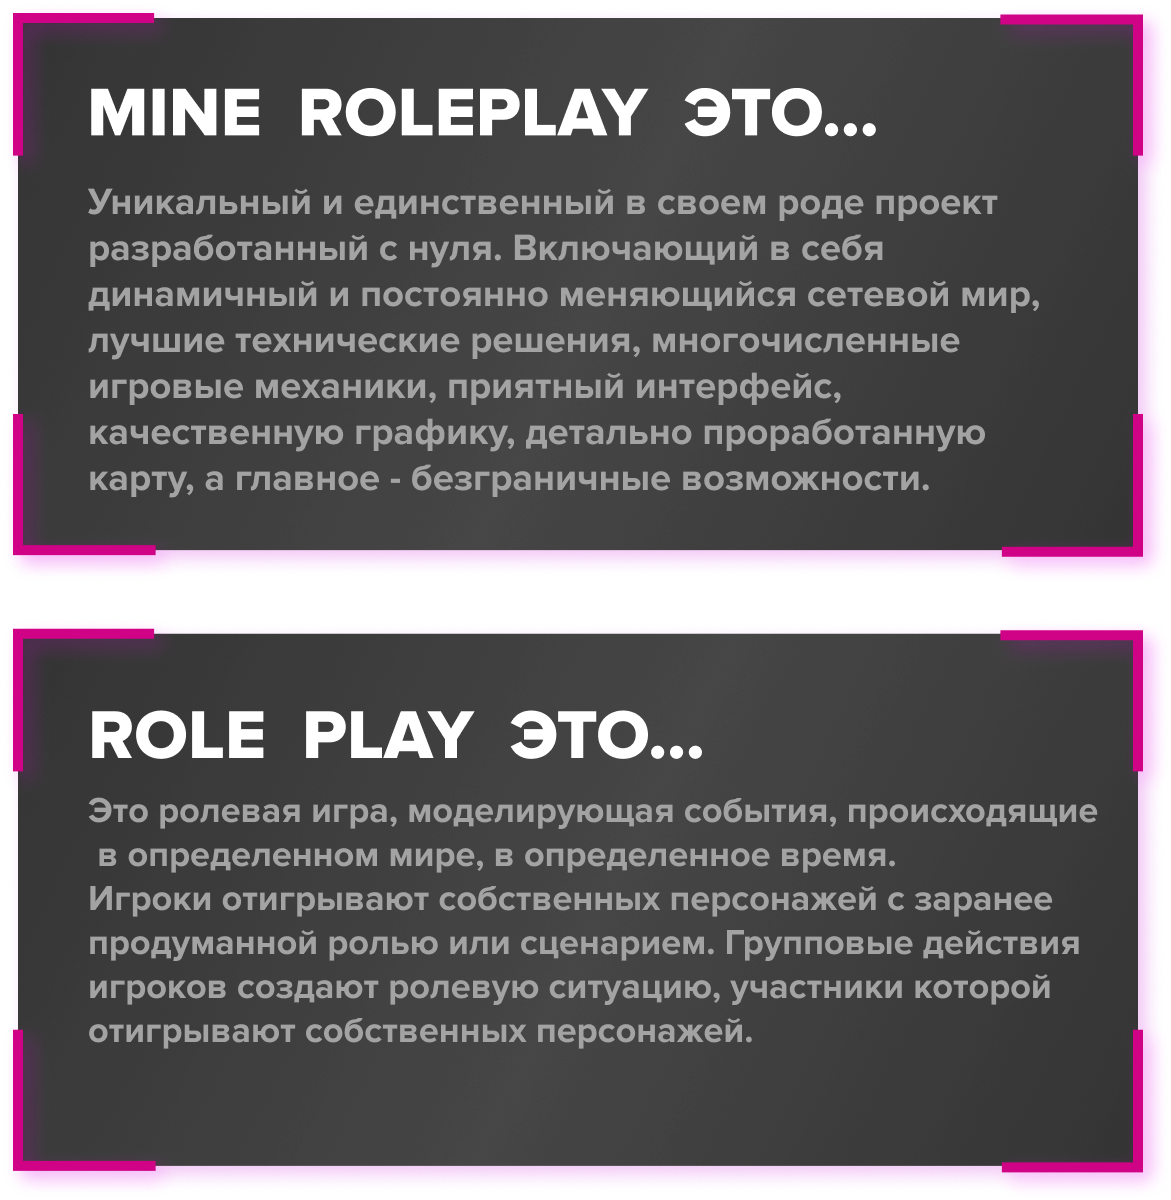 MINE ROLEPLAY ЭТО...
Уникальный и единственный в своем роде проект
разработанный с нуля. Включающий в себя
динамичный и постоянно меняющийся сетевой мир,
лучшие технические решения, многочисленные
игровые механики, приятный интерфейс,
качественную графику, детально проработанную
карту, а главное - безграничные возможности.
ROLE PLAY ЭТО...
Это ролевая игра, моделирующая события, происходящие
в определенном мире, в определенное время.
Игроки отигрывают собственных персонажей с заранее
продуманной ролью или сценарием. Групповые действия
игроков создают ролевую ситуацию, участники которой
отигрывают собственных персонажей.